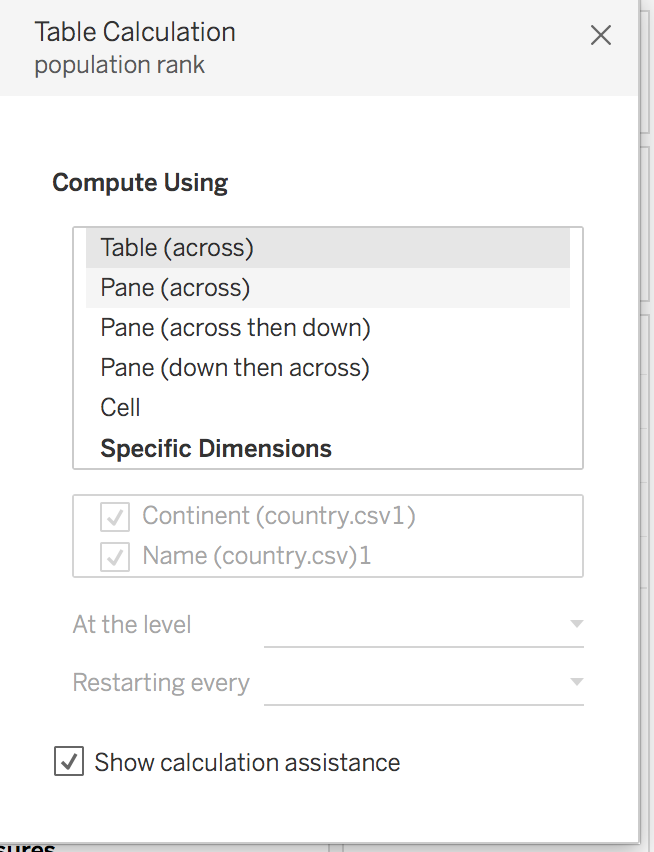 Table Calculation
population rank
Compute Using
Table (across)
Pane (across)
Pane (across then down)
Pane (down then across)
Cell
Specific Dimensions
Continent (country.csv1)
Name (country.csv)1
At the level
Restarting every
Show calculation assistance
sures